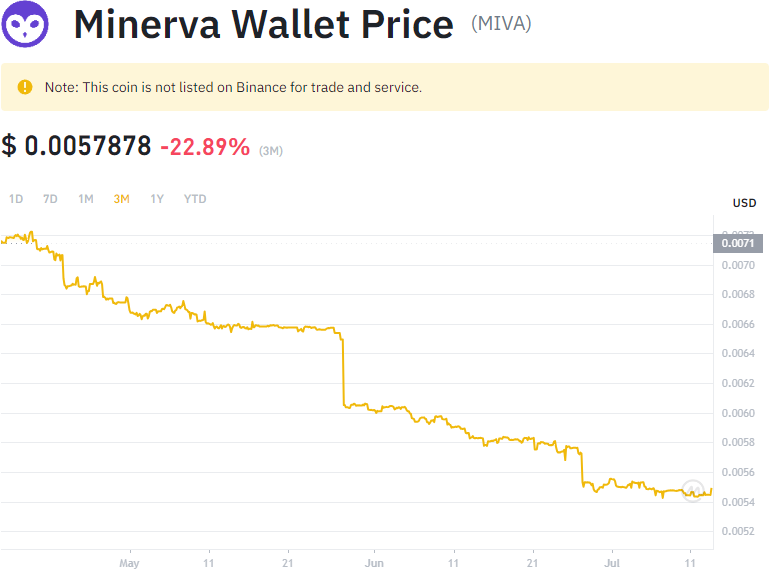 Minerva Wallet Price (MIVA)
Note: This coin is not listed on Binance for trade and service.
$ 0.0057878 -22.89% (3M)
1D 7D 1M 3M 1Y YTD
USD
0.0072
0.0071
0.0070
0.0068
0.0066
0.0064
0.0062
0.0060
0.0058
0.0056
0.0054
0.0052
May 11 21 Jun 11 21 Jul 11